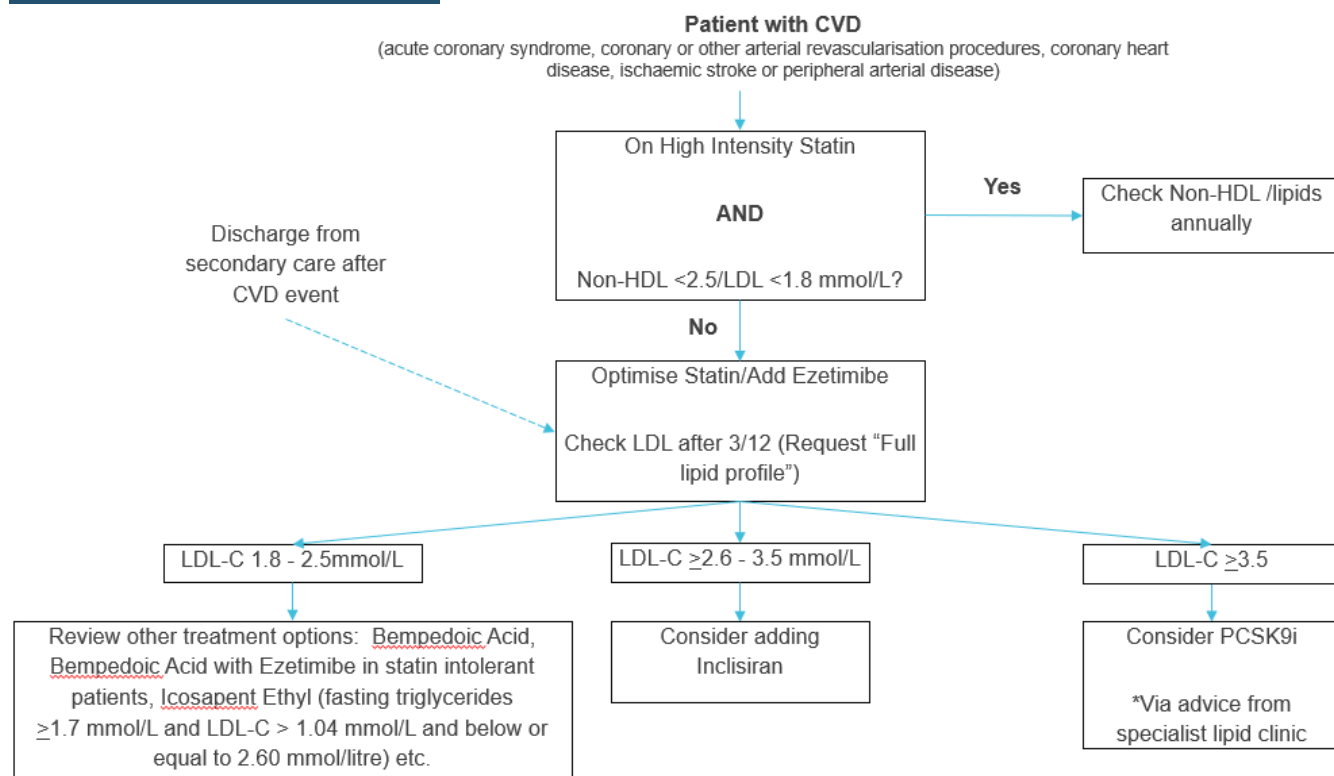 Patient with CVD
(acute coronary syndrome, coronary or other arterial revascularisation procedures, coronary heart
disease, ischaemic stroke or peripheral arterial disease)
On High Intensity Statin
AND
Non-HDL <2.5/LDL <1.8 mmol/L?
Yes
Check Non-HDL /lipids
annually
Discharge from
secondary care after
CVD event
No
Optimise Statin/Add Ezetimibe
Check LDL after 3/12 (Request “Full
lipid profile”)
LDL-C 1.8 - 2.5mmol/L
LDL-C ≥2.6 - 3.5 mmol/L
LDL-C ≥3.5
Review other treatment options: Bempedoic Acid,
Bempedoic Acid with Ezetimibe in statin intolerant
patients, Icosapent Ethyl (fasting triglycerides
≥1.7 mmol/L and LDL-C > 1.04 mmol/L and below or
equal to 2.60 mmol/litre) etc.
Consider adding
Inclisiran
Consider PCSK9i
*Via advice from
specialist lipid clinic